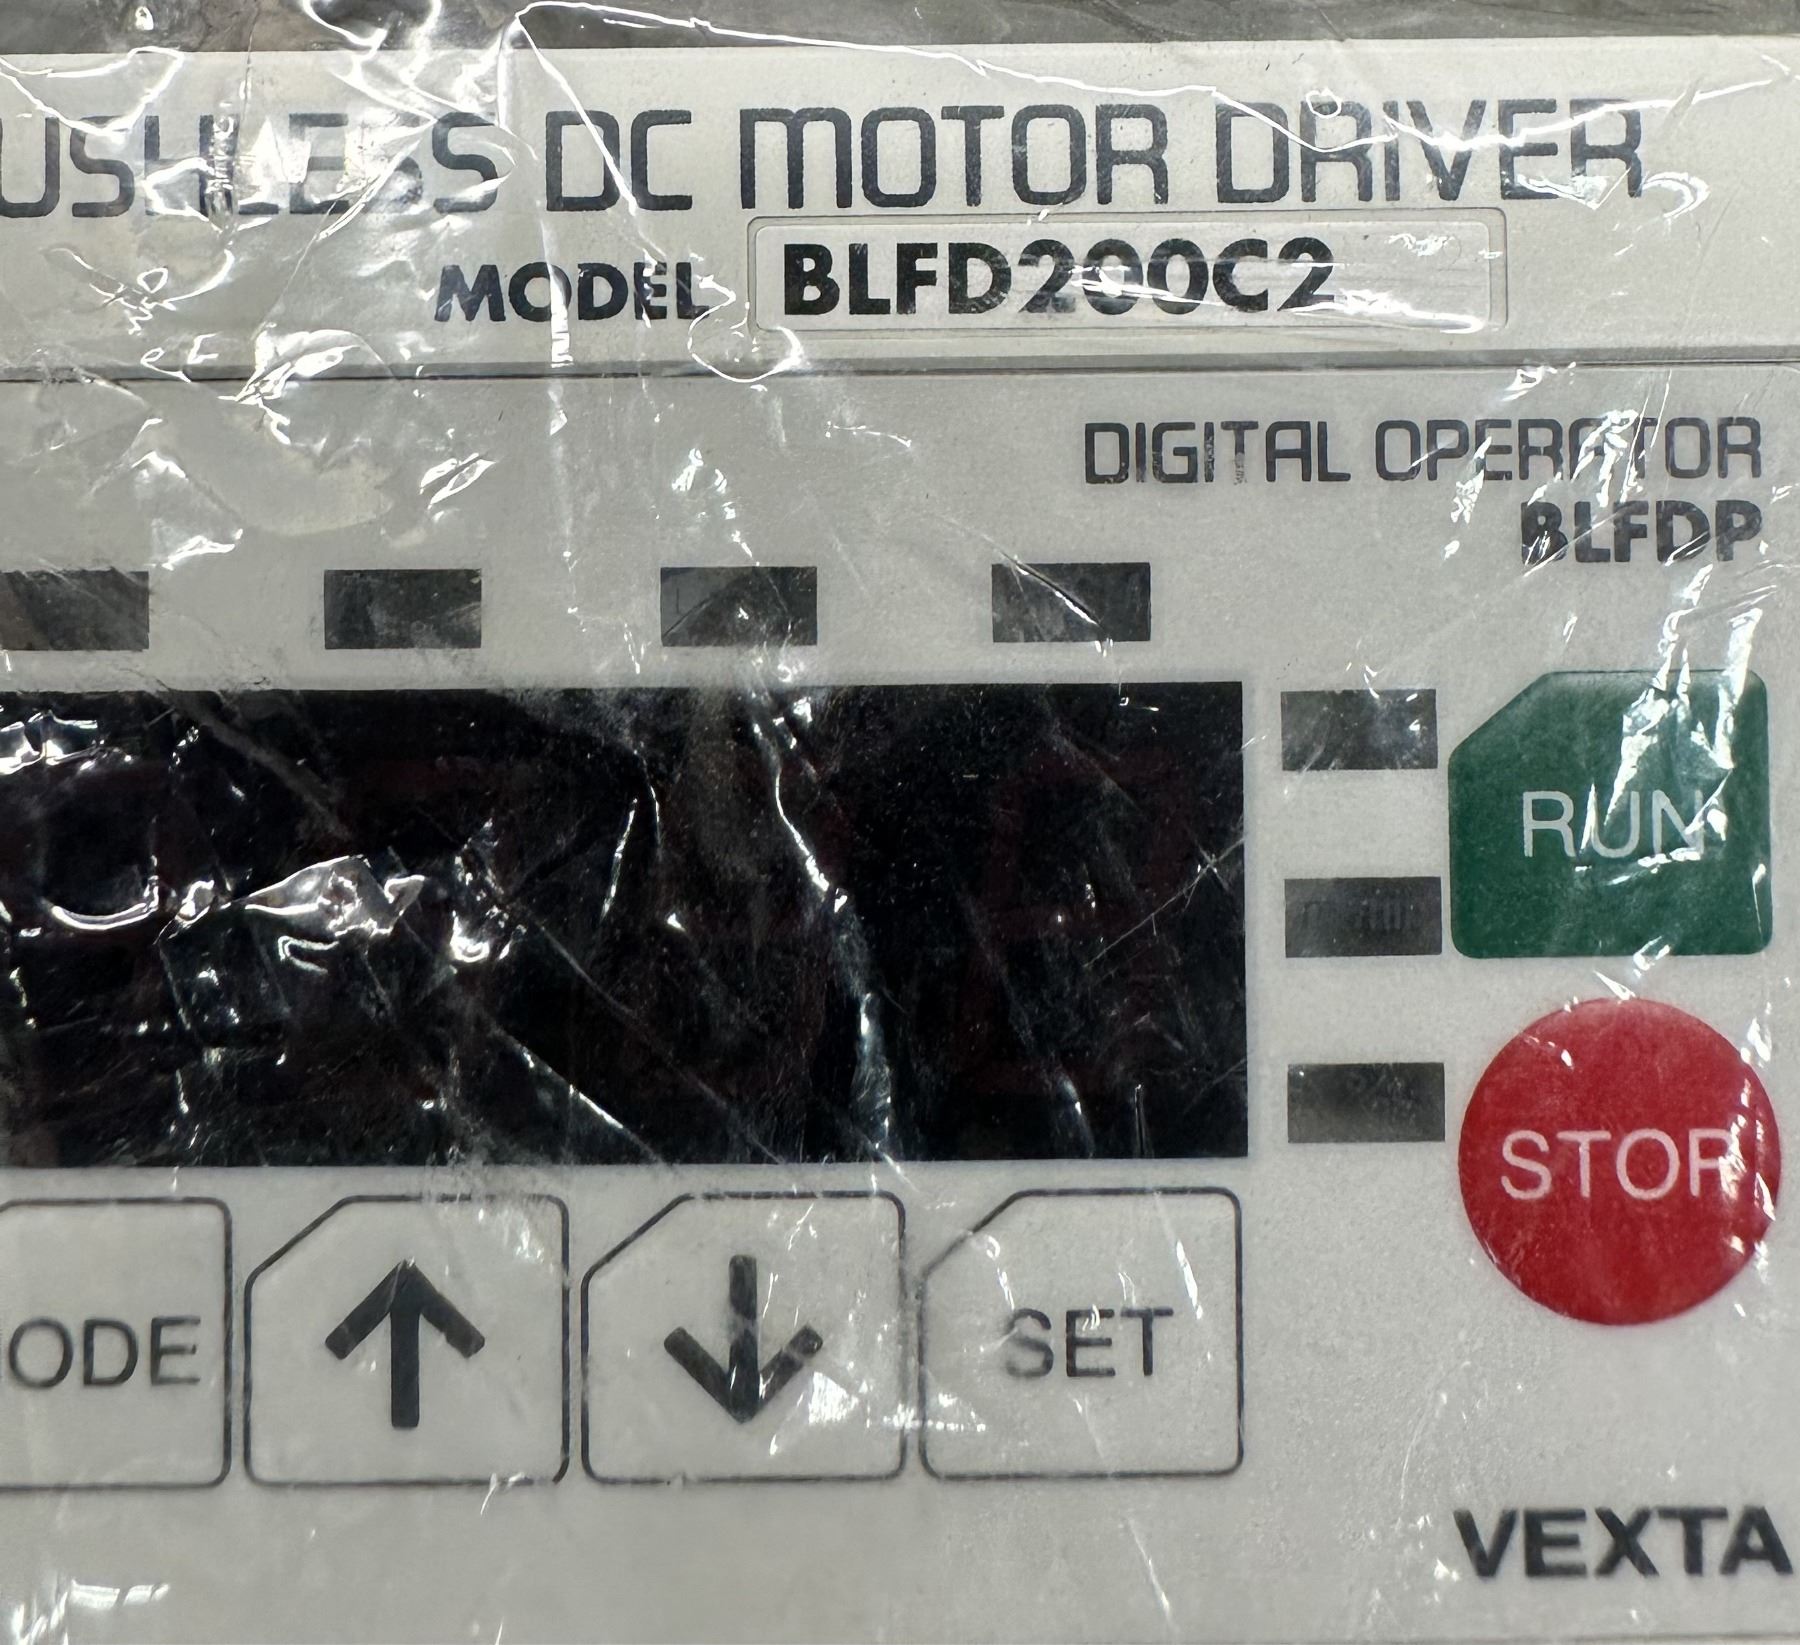 USHLESS DC MOTOR DRIVER
MODEL BLFD200C2
DIGITAL OPERATOR
BLFDP
RUN
STOP
ODE
SET
VEXTA